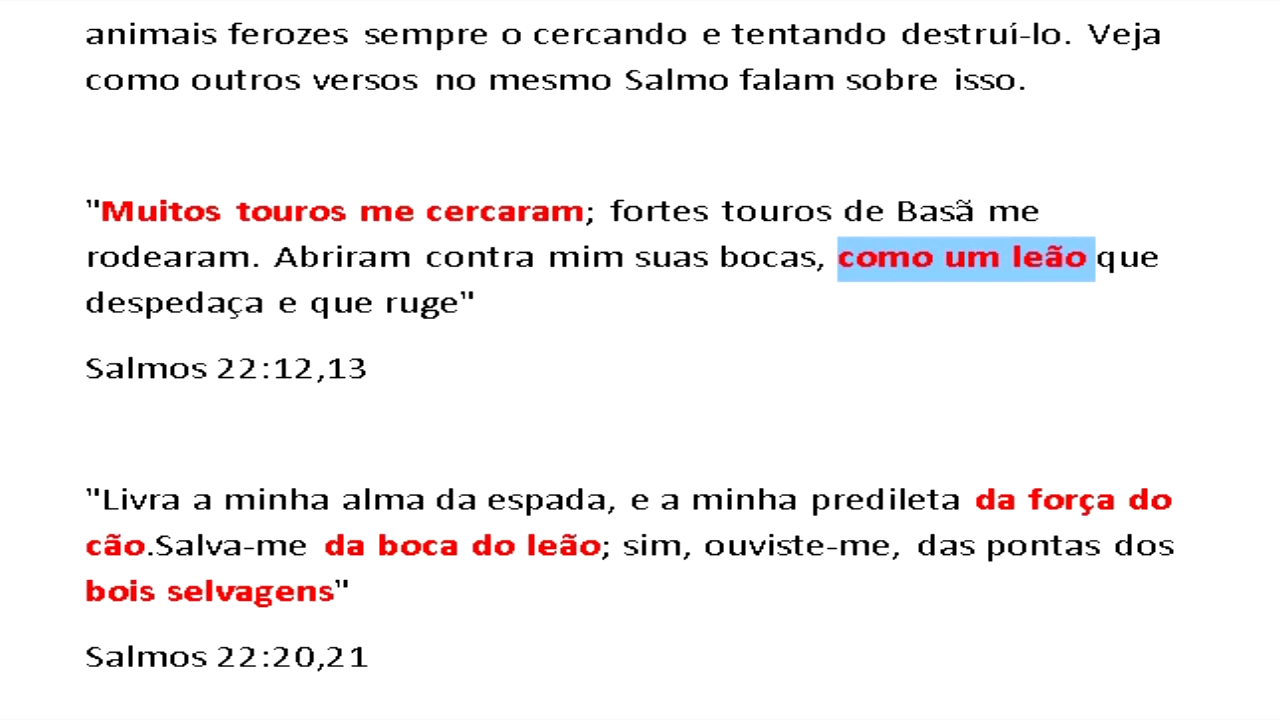 animais ferozes sempre o cercando e tentando destruí-lo. Veja
como outros versos no mesmo Salmo falam sobre isso.
"Muitos touros me cercaram; fortes touros de Basã me
rodearam. Abriram contra mim suas bocas, como um leão que
despedaça e que ruge"
Salmos 22:12,13
"Livra a minha alma da espada, e a minha predileta da força do
cão.Salva-me da boca do leão; sim, ouviste-me, das pontas dos
bois selvagens"
Salmos 22:20,21